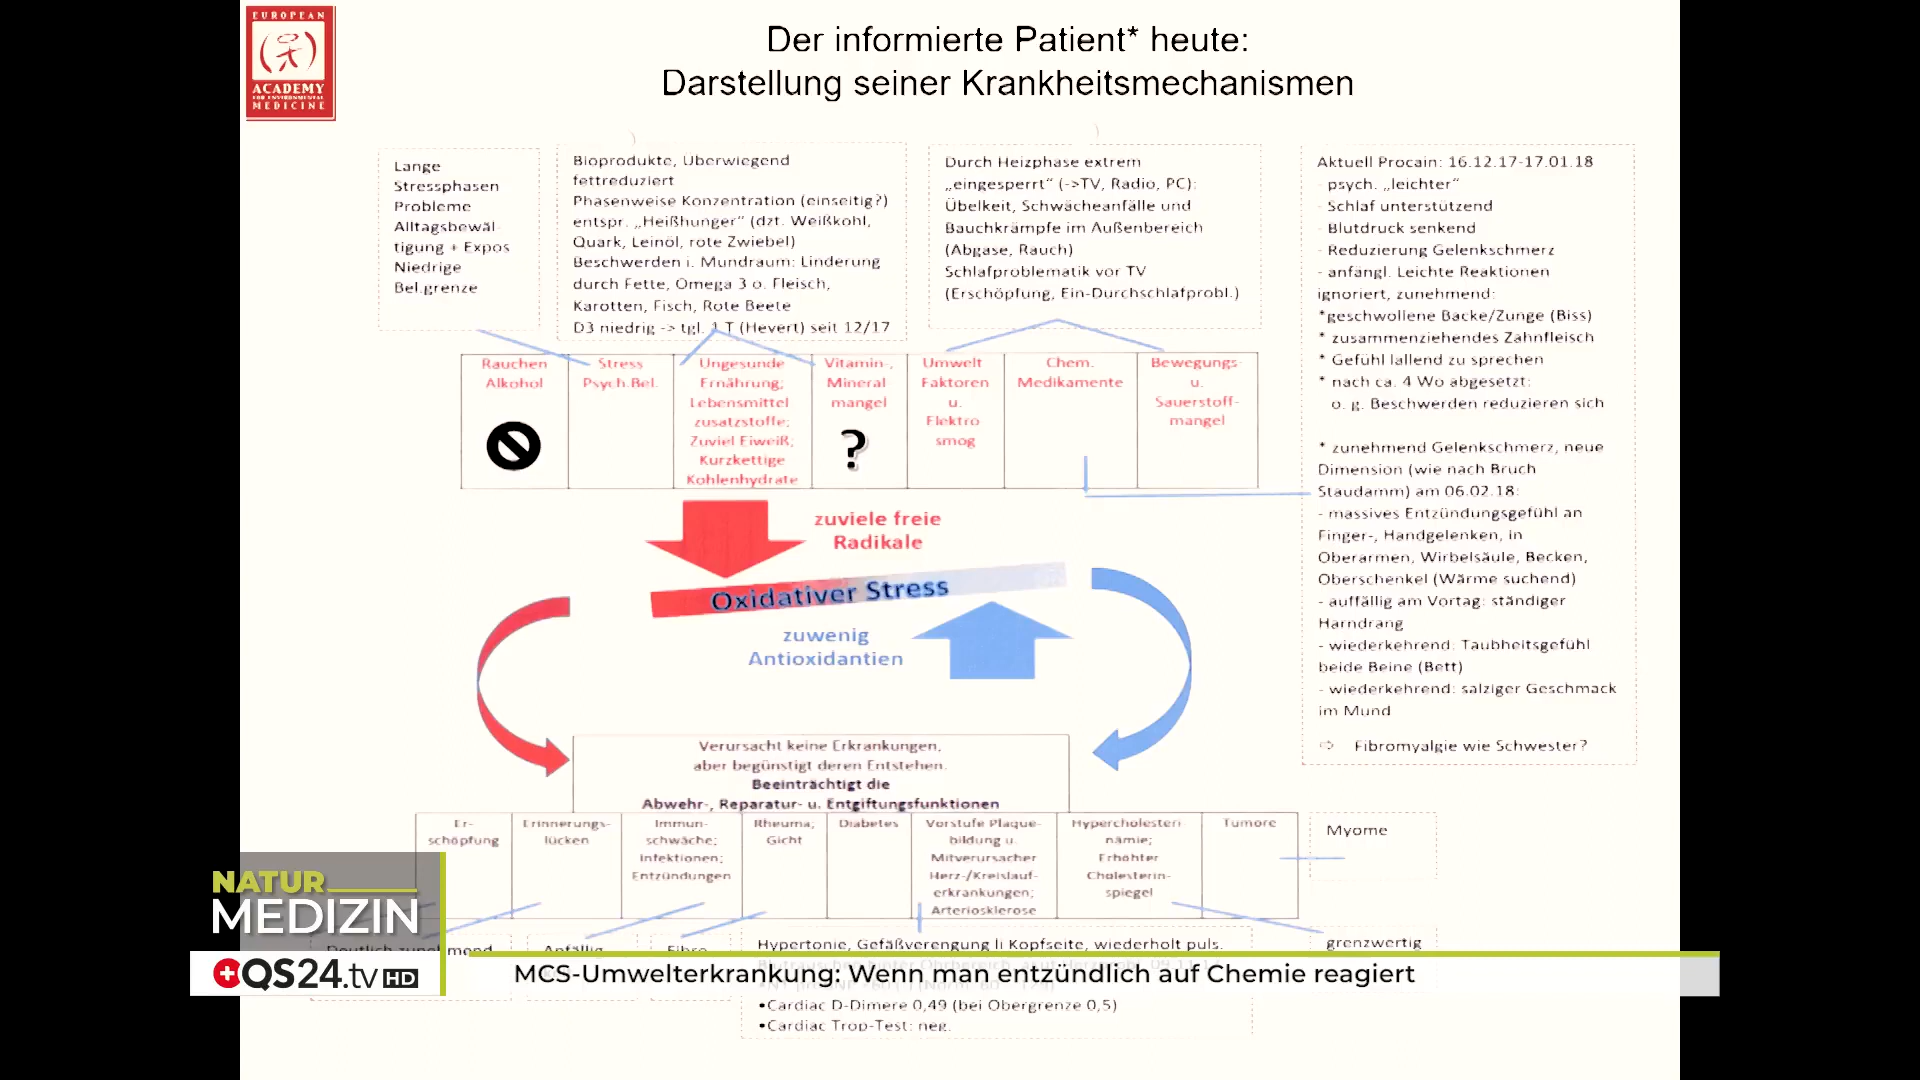 EUROPEAN
ACADEMY
FOR ENVIRONMENTAL
MEDICINE
Der informierte Patient* heute:
Darstellung seiner Krankheitsmechanismen
Lange
Stressphasen
Probleme
Alltagsbewäl-
tigung + Expos
Niedrige
Bel.grenze
Bioprodukte, Überwiegend
fettreduziert
Phasenweise Konzentration (einseitig?)
entspr. „Heißhunger“ (dzt. Weißkohl,
Quark, Leinöl, rote Zwiebel)
Beschwerden i. Mundraum: Linderung
durch Fette, Omega 3 o. Fleisch,
Karotten, Fisch, Rote Beete
D3 niedrig -> tgl. 1 T (Hevert) seit 12/17
Durch Heizphase extrem
„eingesperrt“ (->TV, Radio, PC):
Übelkeit, Schwächeanfälle und
Bauchkrämpfe im Außenbereich
(Abgase, Rauch)
Schlafproblematik vor TV
(Erschöpfung, Ein-Durchschlafprobl.)
Aktuell Procain: 16.12.17-17.01.18
- psych. „leichter“
- Schlaf unterstützend
- Blutdruck senkend
- Reduzierung Gelenkschmerz
- anfängl. Leichte Reaktionen
ignoriert, zunehmend:
*geschwollene Backe/Zunge (Biss)
* zusammenziehendes Zahnfleisch
* Gefühl lallend zu sprechen
* nach ca. 4 Wo abgesetzt:
o. g. Beschwerden reduzieren sich
* zunehmend Gelenkschmerz, neue
Dimension (wie nach Bruch
Staudamm) am 06.02.18:
- massives Entzündungsgefühl an
Finger-, Handgelenken, in
Oberarmen, Wirbelsäule, Becken,
Oberschenkel (Wärme suchend)
- auffällig am Vortag: ständiger
Harndrang
- wiederkehrend: Taubheitsgefühl
beide Beine (Bett)
- wiederkehrend: salziger Geschmack
im Mund
⇨ Fibromyalgie wie Schwester?
Rauchen
Alkohol
Stress
Psych.Bel.
Ungesunde
Ernährung;
Lebensmittel
zusatzstoffe;
Zuviel Eiweiß;
Kurzkettige
Kohlenhydrate
Vitamin-,
Mineral
mangel
?
Umwelt
Faktoren
u.
Elektro
smog
Chem.
Medikamente
Bewegungs-
u.
Sauerstoff-
mangel
zuviele freie
Radikale
Oxidativer Stress
zuwenig
Antioxidantien
Verursacht keine Erkrankungen,
aber begünstigt deren Entstehen.
Beeinträchtigt die
Abwehr-, Reparatur- u. Entgiftungsfunktionen
Er-
schöpfung
Erinnerungs-
lücken
Immun-
schwäche;
Infektionen;
Entzündungen
Rheuma;
Gicht
Diabetes
Vorstufe Plaque-
bildung u.
Mitverursacher
Herz-/Kreislauf-
erkrankungen;
Arteriosklerose
Hypercholesteri-
nämie;
Erhöhter
Cholesterin-
spiegel
Tumore
Myome
Anfällig
Fibro
Hypertonie, Gefäßverengung li Kopfseite, wiederholt puls.
grenzwertig
•Cardiac D-Dimere 0,49 (bei Obergrenze 0,5)
•Cardiac Trop-Test: neg.
NATUR
MEDIZIN
QS24.tv HD
MCS-Umwelterkrankung: Wenn man entzündlich auf Chemie reagiert